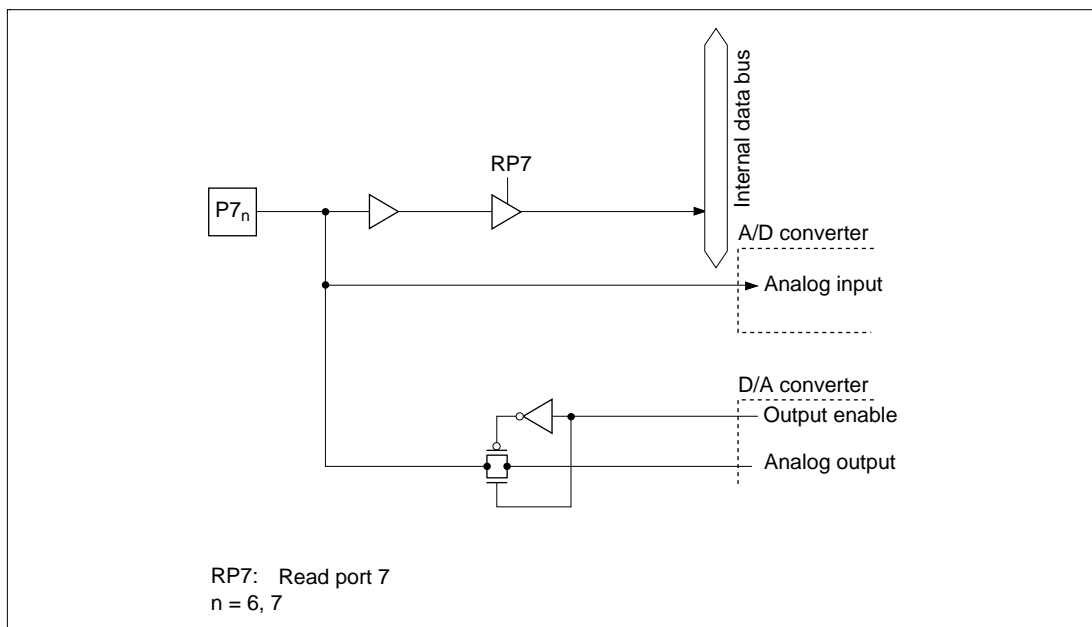 Internal data bus
RP7
P7n
A/D converter
Analog input
D/A converter
Output enable
Analog output
RP7: Read port 7
n = 6, 7